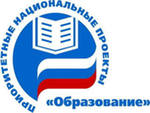 ПРИОРИТЕТНЫЕ НАЦИОНАЛЬНЫЕ ПРОЕКТЫ
«Образование»